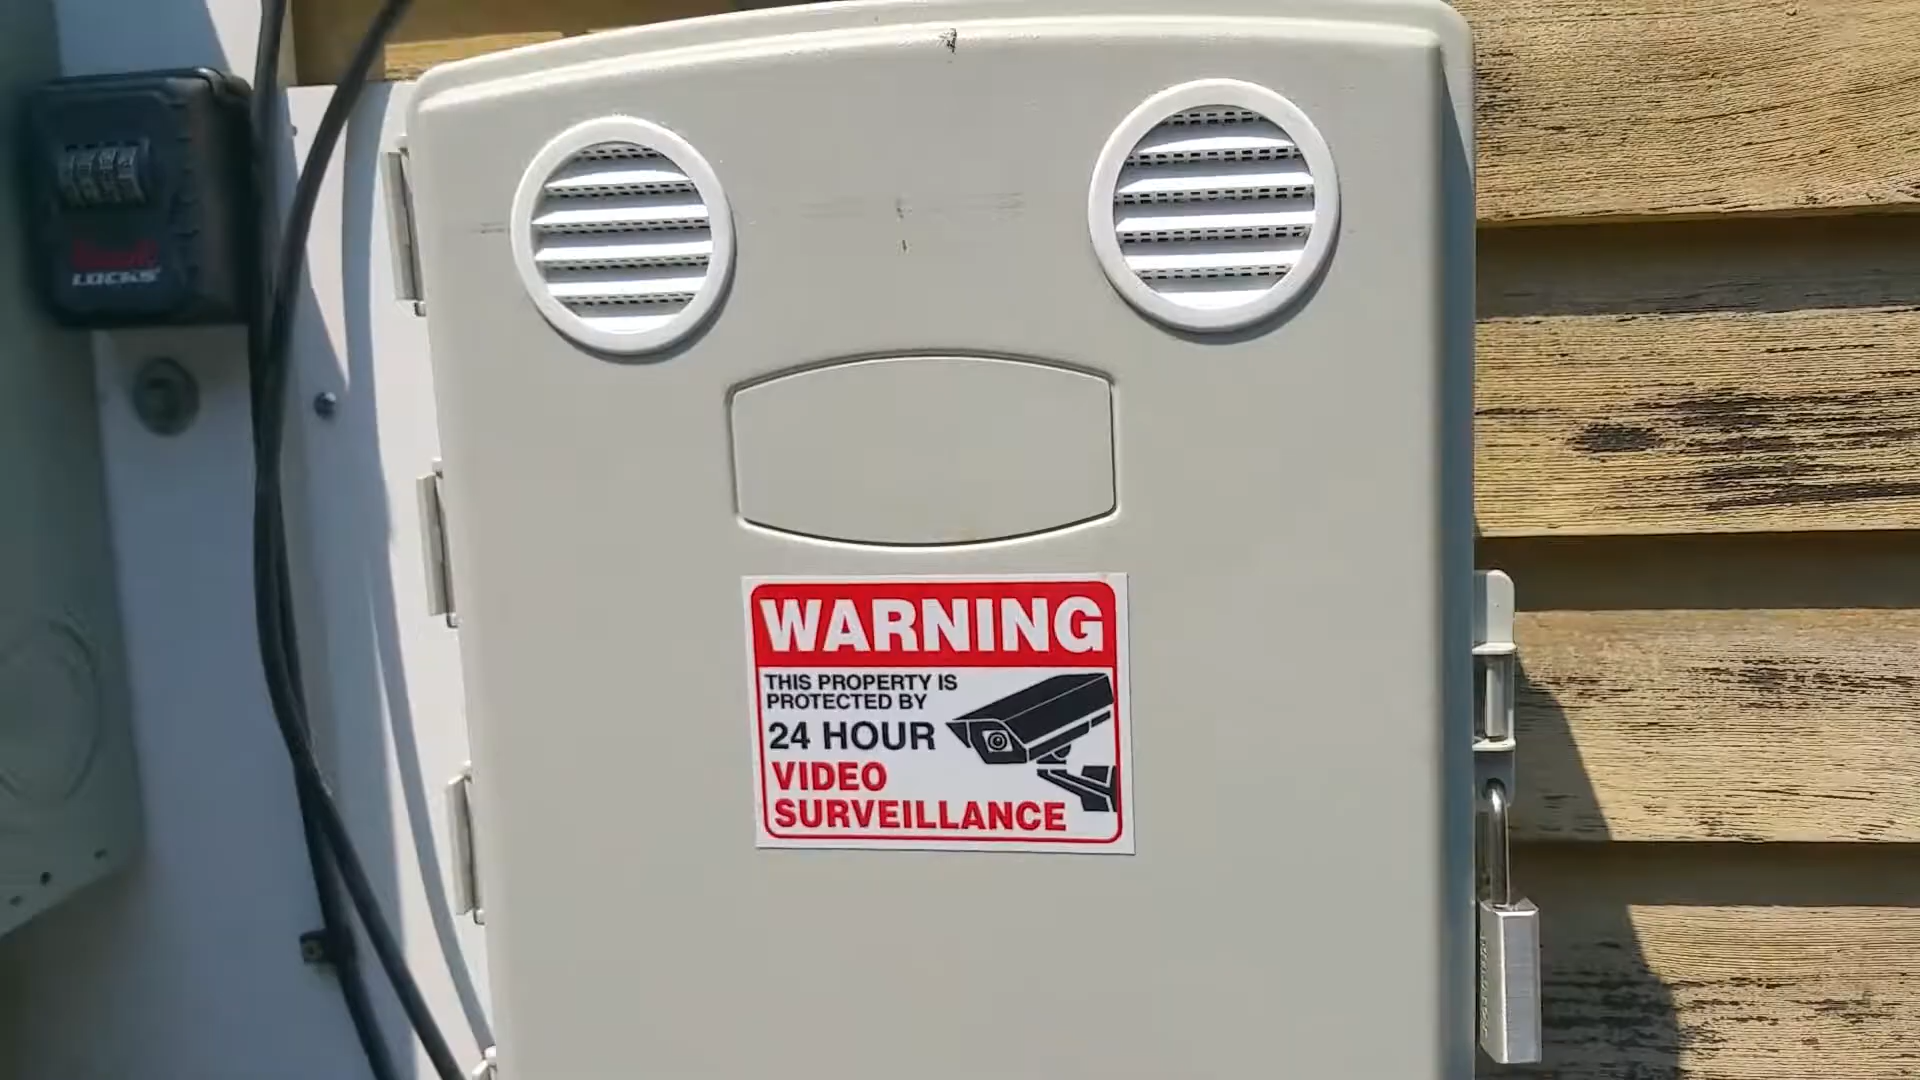 LOCKS
WARNING
THIS PROPERTY IS
PROTECTED BY
24 HOUR
VIDEO
SURVEILLANCE